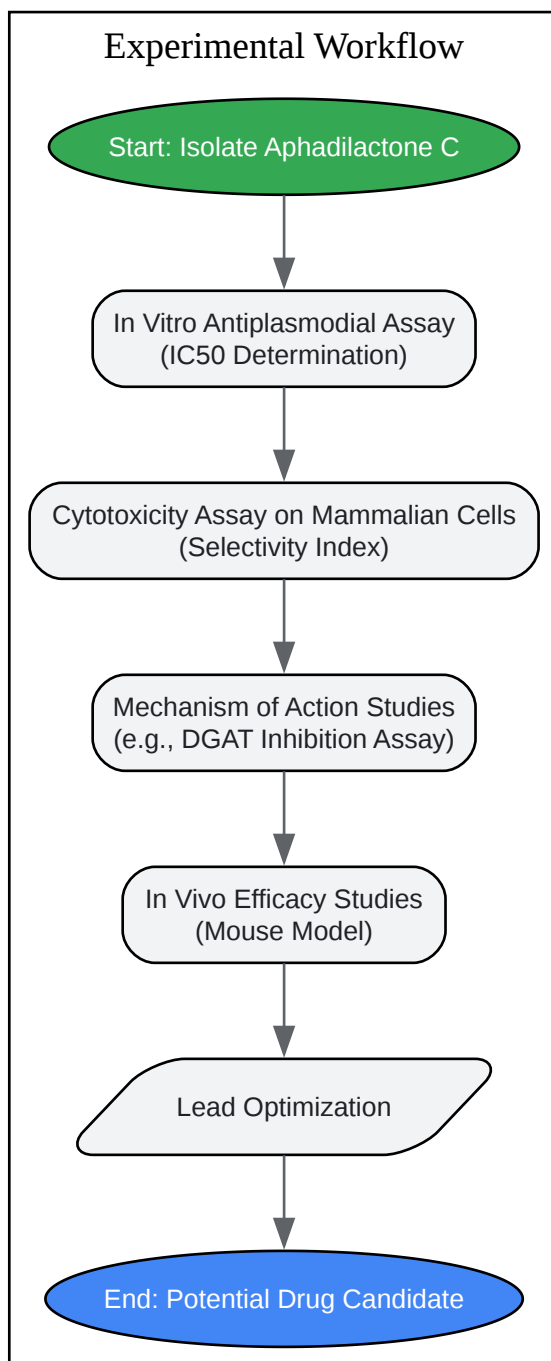 Experimental Workflow
Start: Isolate Aphadilactone C
In Vitro Antiplasmodial Assay
(IC50 Determination)
Cytotoxicity Assay on Mammalian Cells
(Selectivity Index)
Mechanism of Action Studies
(e.g., DGAT Inhibition Assay)
In Vivo Efficacy Studies
(Mouse Model)
Lead Optimization
End: Potential Drug Candidate